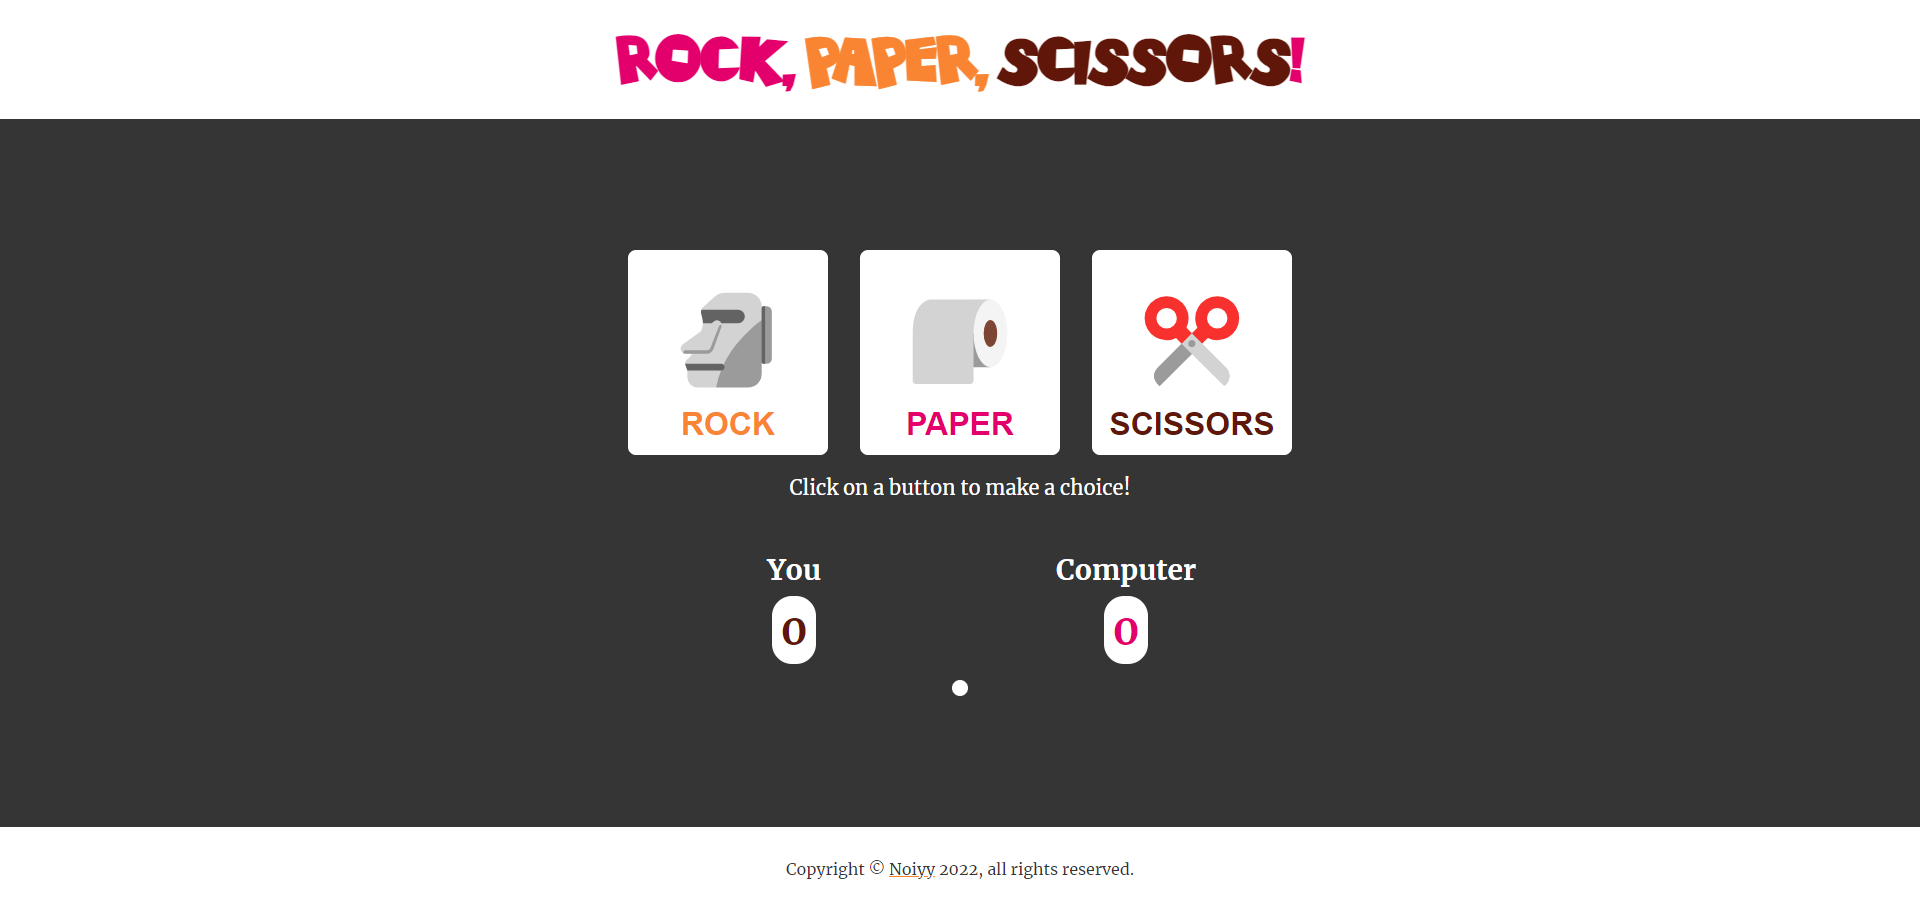 ROCK, PAPER, SCISSORS!
ROCK
PAPER
SCISSORS
Click on a button to make a choice!
You
Computer
0
0
Copyright © Noiyy 2022, all rights reserved.